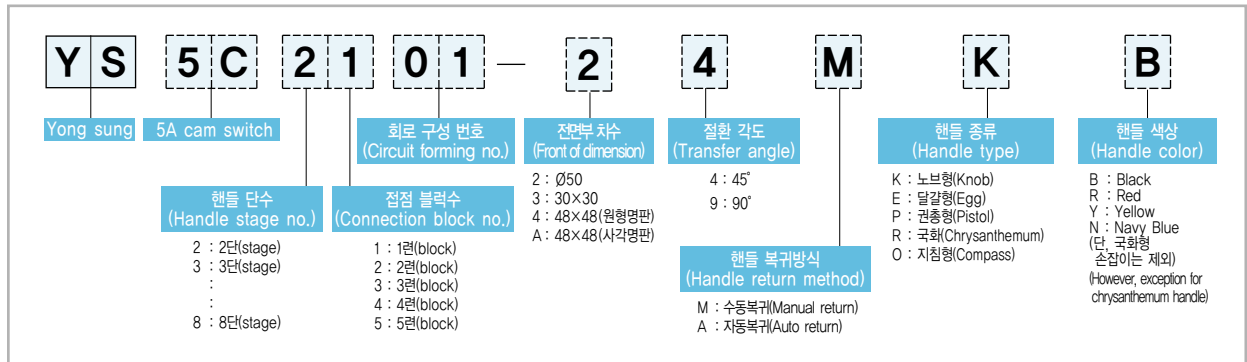 YS 5C 21 01 - 2 4 M K B
Yong sung
5A cam switch
회로 구성 번호
(Circuit forming no.)
전면부 치수
(Front of dimension)
2 : Ø50
3 : 30×30
4 : 48×48(원형명판)
A : 48×48(사각명판)
절환 각도
(Transfer angle)
4 : 45°
9 : 90°
핸들 종류
(Handle type)
K : 노브형(Knob)
E : 달걀형(Egg)
P : 권총형(Pistol)
R : 국화(Chrysanthemum)
O : 지침형(Compass)
핸들 색상
(Handle color)
B : Black
R : Red
Y : Yellow
N : Navy Blue
(단, 국화형
손잡이는 제외)
(However, exception for
chrysanthemum handle)
핸들 단수
(Handle stage no.)
2 : 2단(stage)
3 : 3단(stage)
:
:
8 : 8단(stage)
접점 블럭수
(Connection block no.)
1 : 1련(block)
2 : 2련(block)
3 : 3련(block)
4 : 4련(block)
5 : 5련(block)
핸들 복귀방식
(Handle return method)
M : 수동복귀(Manual return)
A : 자동복귀(Auto return)